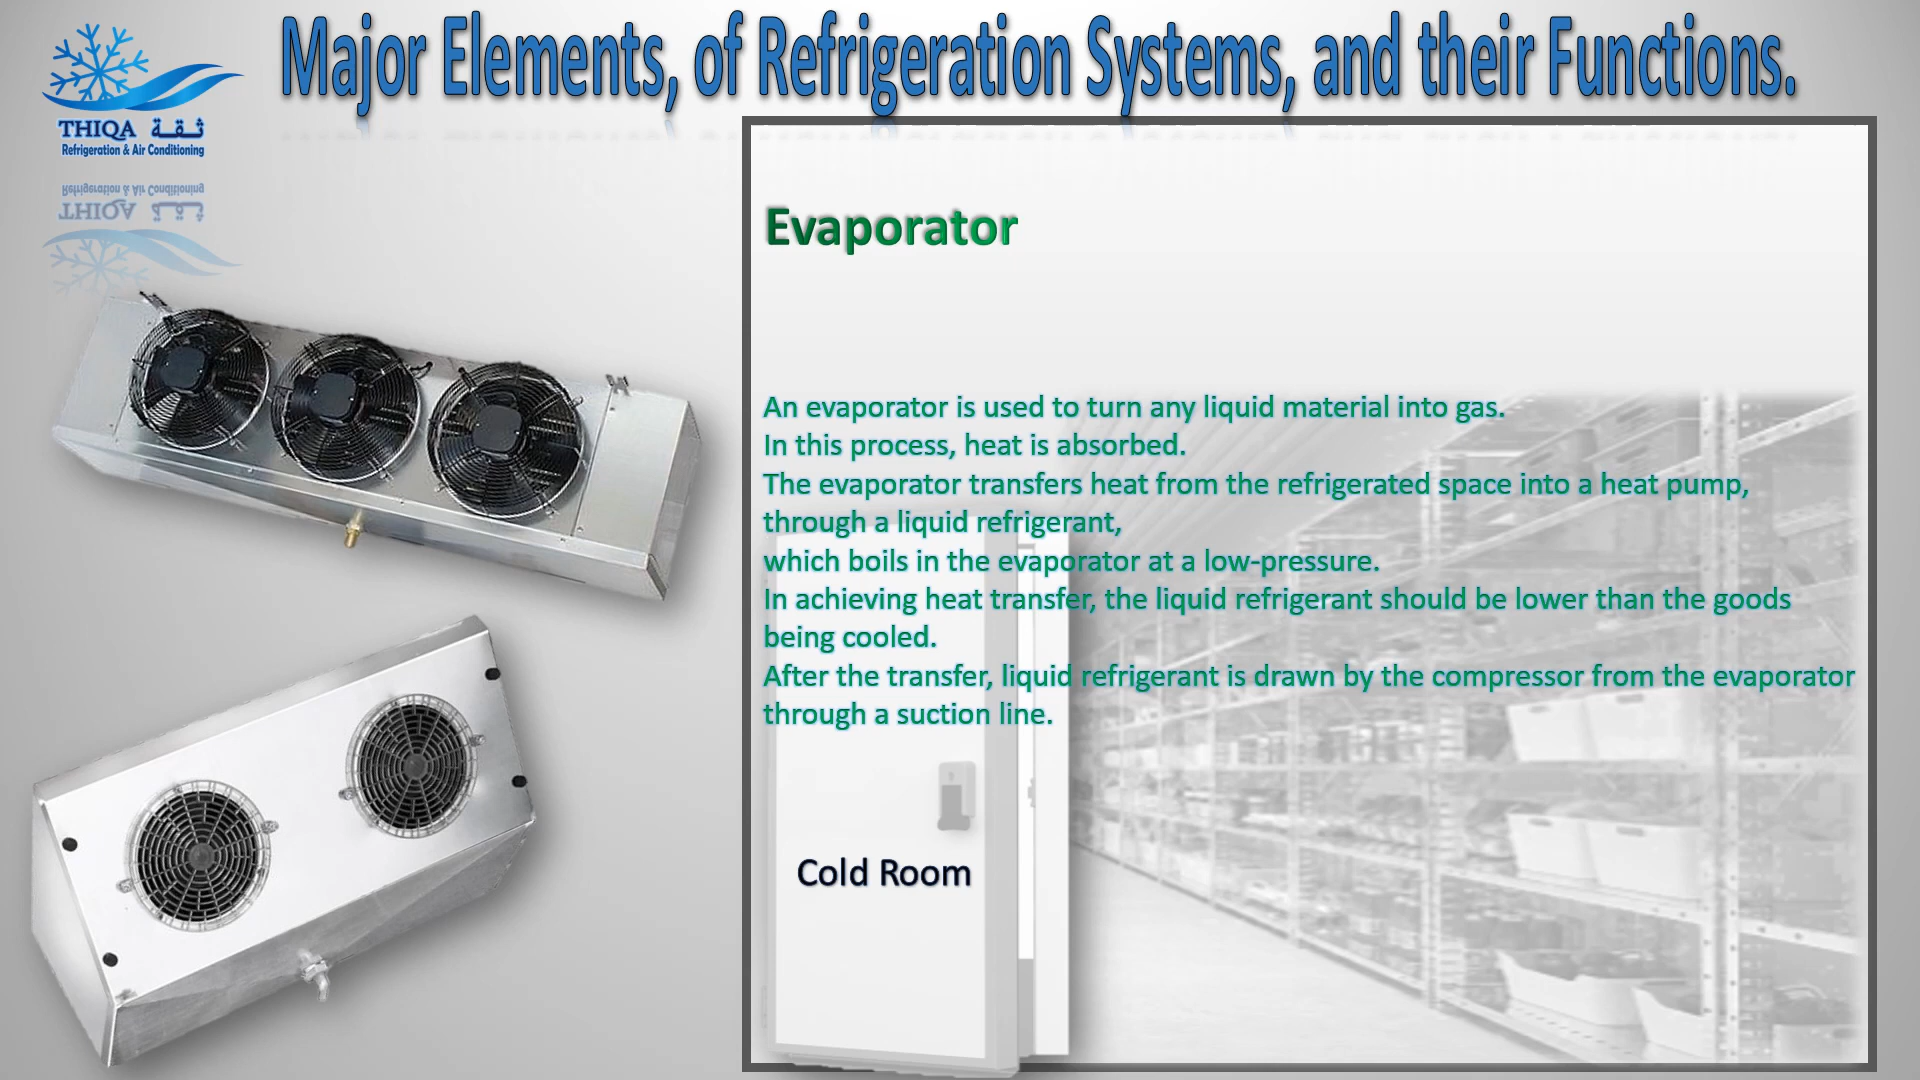 Major Elements, of Refrigeration Systems, and their Functions.
THIQA ثـقـة
Refrigeration & Air Conditioning
Evaporator
An evaporator is used to turn any liquid material into gas.
In this process, heat is absorbed.
The evaporator transfers heat from the refrigerated space into a heat pump,
through a liquid refrigerant,
which boils in the evaporator at a low-pressure.
In achieving heat transfer, the liquid refrigerant should be lower than the goods
being cooled.
After the transfer, liquid refrigerant is drawn by the compressor from the evaporator
through a suction line.
Cold Room